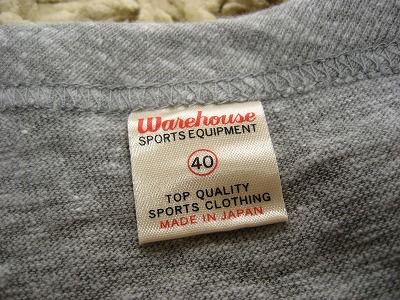 Warehouse
SPORTS EQUIPMENT
40
TOP QUALITY
SPORTS CLOTHING
MADE IN JAPAN